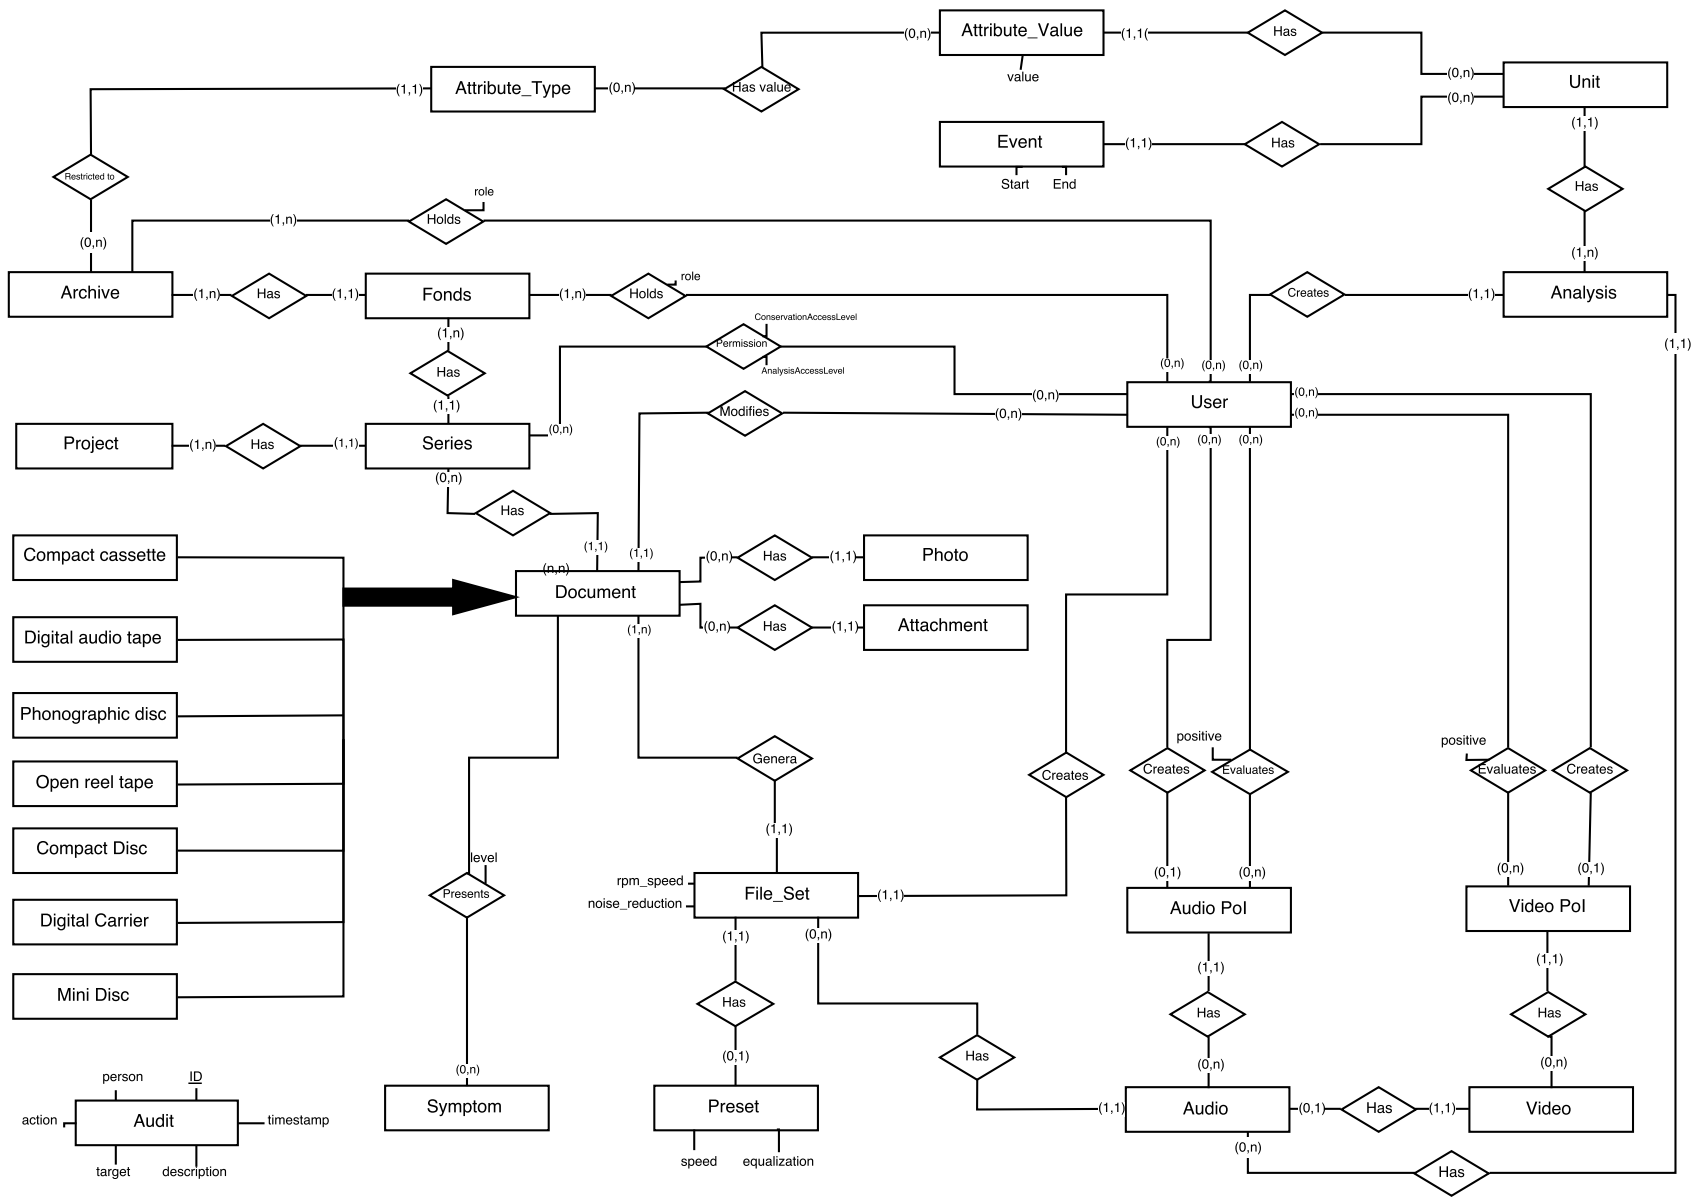 Attribute_Value
(0,n)
(1,1(
Has
value
Attribute_Type
(1,1)
(0,n)
Has value
(0,n)
Unit
(0,n)
Event
(1,1)
Has
Start
End
(1,1)
Restricted to
Has
role
(1,n)
Holds
(0,n)
(1,n)
Archive
(1,n)
Has
(1,1)
Fonds
(1,n)
Holds
role
Creates
(1,1)
Analysis
(1,n)
ConservationAccessLevel
Permission
AnalysisAccessLevel
(1,1)
Has
(0,n)
(0,n)
(0,n)
(1,1)
(0,n)
User
(0,n)
(0,n)
Modifies
(0,n)
Project
(1,n)
Has
(1,1)
Series
(0,n)
(0,n)
(0,n)
(0,n)
(0,n)
Has
Compact cassette
(1,1)
(1,1)
(0,n)
Has
(1,1)
Photo
(n,n)
Document
Digital audio tape
(1,n)
(0,n)
Has
(1,1)
Attachment
Phonographic disc
positive
positive
Open reel tape
Genera
Creates
Creates
Evaluates
Evaluates
Creates
(1,1)
Compact Disc
level
(0,1)
(0,n)
(0,n)
(0,1)
rpm_speed
noise_reduction
File_Set
(1,1)
Presents
Audio PoI
Video PoI
Digital Carrier
(1,1)
(0,n)
(1,1)
(1,1)
Mini Disc
Has
Has
Has
Has
(0,n)
(0,1)
(0,n)
(0,n)
person
ID
action
Audit
timestamp
target
description
Symptom
Preset
speed
equalization
(1,1)
Audio
(0,1)
Has
(1,1)
Video
(0,n)
Has